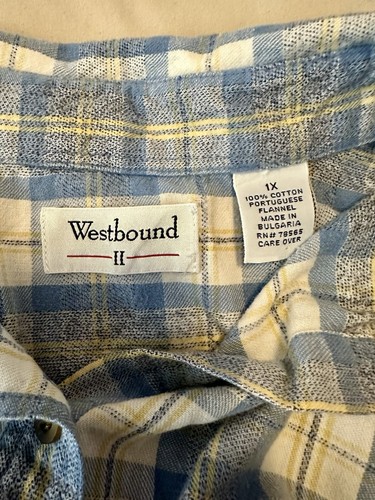 Westbound
II
1X
100% COTTON
PORTUGUESE
FLANNEL
MADE IN
BULGARIA
RN# 78565
CARE OVER